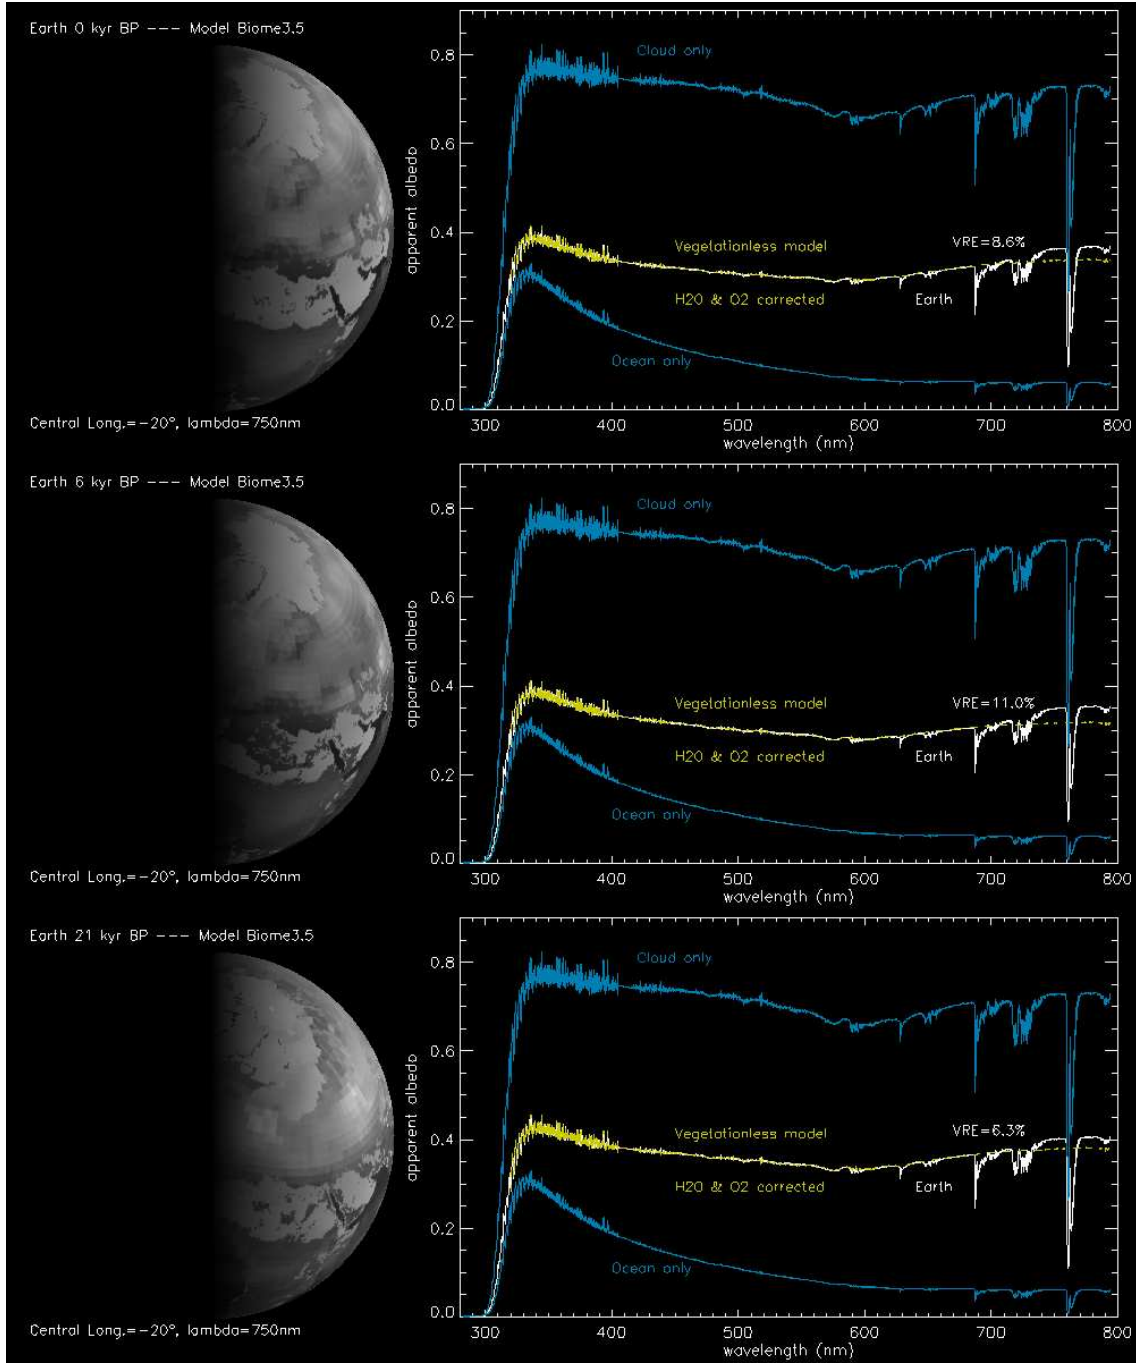 Earth 0 kyr BP --- Model Biome3.5
0.8
Cloud only
0.6
apparent albedo
0.4
Vegetationless model
VRE=8.6%
H2O & O2 corrected
Earth
0.2
Ocean only
0.0
Central Long.=-20°, lambda=750nm
300 400 500 600 700 800
wavelength (nm)
Earth 6 kyr BP --- Model Biome3.5
0.8
Cloud only
0.6
apparent albedo
0.4
Vegetationless model
VRE=11.0%
H2O & O2 corrected
Earth
0.2
Ocean only
0.0
Central Long.=-20°, lambda=750nm
300 400 500 600 700 800
wavelength (nm)
Earth 21 kyr BP --- Model Biome3.5
0.8
Cloud only
0.6
apparent albedo
0.4
Vegetationless model
VRE=6.3%
H2O & O2 corrected
Earth
0.2
Ocean only
0.0
Central Long.=-20°, lambda=750nm
300 400 500 600 700 800
wavelength (nm)